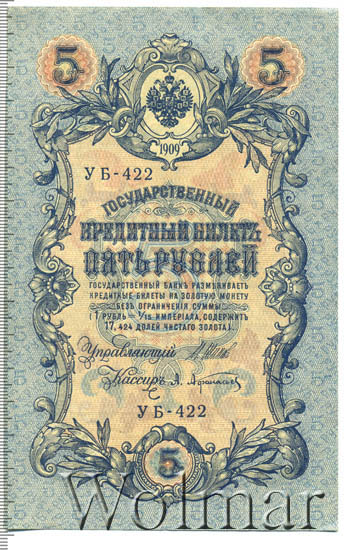 5 5
1909
УБ-422
ГОСУДАРСТВЕННЫЙ
КРЕДИТНЫЙ БИЛЕТЪ
ПЯТЬ РУБЛЕЙ
ГОСУДАРСТВЕННЫЙ БАНКЪ РАЗМѢНИВАЕТЪ
КРЕДИТНЫЕ БИЛЕТЫ НА ЗОЛОТУЮ МОНЕТУ
БЕЗЪ ОГРАНИЧЕНІЯ СУММЫ
(1 РУБЛЬ = 1/15 ИМПЕРІАЛА, СОДЕРЖИТЪ
17,424 ДОЛЕЙ ЧИСТАГО ЗОЛОТА).
Управляющій
Кассиръ А. Афанасьев
УБ-422
5
Wolmar